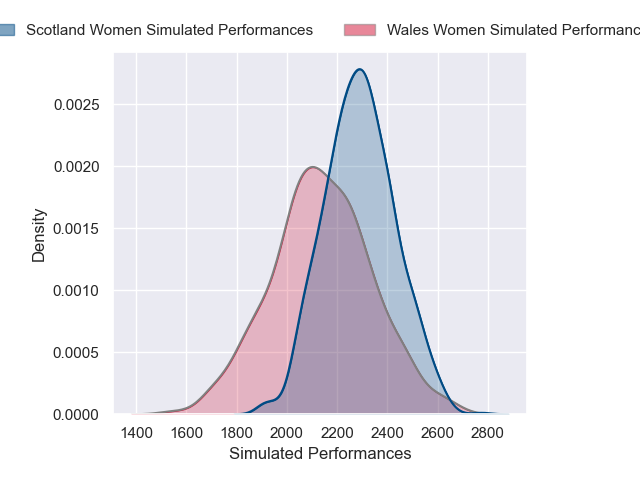 Scotland Women Simulated Performances
Wales Women Simulated Performanc
Density
0.0025
0.0020
0.0015
0.0010
0.0005
0.0000
1400 1600 1800 2000 2200 2400 2600 2800
Simulated Performances